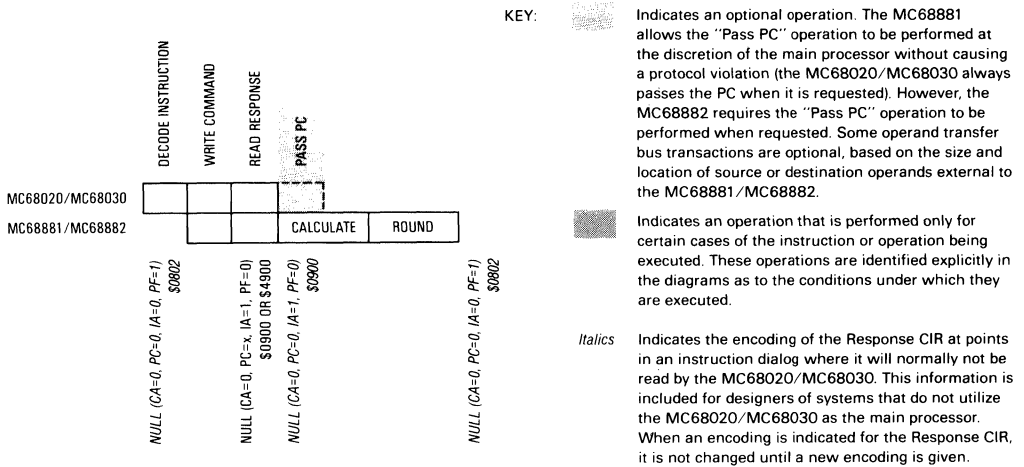 KEY:
Indicates an optional operation. The MC68881
allows the ''Pass PC'' operation to be performed at
the discretion of the main processor without causing
a protocol violation (the MC68020/MC68030 always
passes the PC when it is requested). However, the
MC68882 requires the ''Pass PC'' operation to be
performed when requested. Some operand transfer
bus transactions are optional, based on the size and
location of source or destination operands external to
the MC68881/MC68882.
Indicates an operation that is performed only for
certain cases of the instruction or operation being
executed. These operations are identified explicitly in
the diagrams as to the conditions under which they
are executed.
Italics
Indicates the encoding of the Response CIR at points
in an instruction dialog where it will normally not be
read by the MC68020/MC68030. This information is
included for designers of systems that do not utilize
the MC68020/MC68030 as the main processor.
When an encoding is indicated for the Response CIR,
it is not changed until a new encoding is given.
DECODE INSTRUCTION
WRITE COMMAND
READ RESPONSE
PASS PC
MC68020/MC68030
MC68881/MC68882
CALCULATE
ROUND
NULL (CA=0, PC=0, IA=0, PF=1)
$0802
NULL (CA=0, PC=x, IA=1, PF=0)
$0900 OR $4900
NULL (CA=0, PC=0, IA=1, PF=0)
$0900
NULL (CA=0, PC=0, IA=0, PF=1)
$0802